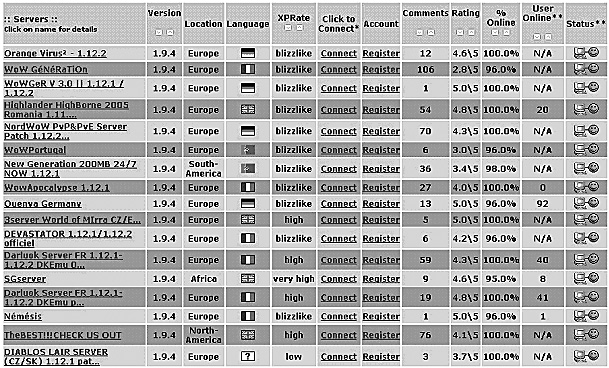 :: Servers :: Version Location Language XPRate Click to Connect* Account Comments Rating % Online User Online** Status**
Click on name for details
Orange Virus² - 1.12.2 1.9.4 Europe blizzlike Connect Register 12 4.6\5 100.0% N/A
WoW GéNéRaTiOn 1.9.4 Europe blizzlike Connect Register 106 2.8\5 96.0% N/A
WoWGeR V 3.0 || 1.12.1 / 1.12.2 1.9.4 Europe blizzlike Connect Register 1 5.0\5 100.0% N/A
Highlander HighBorne 2005 Romania 1.11.... 1.9.4 Europe blizzlike Connect Register 54 4.8\5 100.0% 20
NordWoW PvP&PvE Server Patch 1.12.2... 1.9.4 Europe blizzlike Connect Register 70 4.3\5 100.0% N/A
WoWPortugal 1.9.4 Europe blizzlike Connect Register 6 3.0\5 96.0% N/A
New Generation 200MB 24/7 NOW 1.12.1 1.9.4 South-America blizzlike Connect Register 36 3.4\5 98.0% N/A
WowApocalypse 1.12.1 1.9.4 Europe blizzlike Connect Register 27 4.0\5 100.0% 0
Quenva Germany 1.9.4 Europe blizzlike Connect Register 13 5.0\5 96.0% 92
3server World of MIrra CZ/E... 1.9.4 Europe high Connect Register 5 5.0\5 100.0% N/A
DEVASTATOR 1.12.1/1.12.2 officiel 1.9.4 Europe blizzlike Connect Register 6 4.2\5 96.0% N/A
Darluok Server FR 1.12.1-1.12.2 DKEmu 0... 1.9.4 Europe high Connect Register 59 4.3\5 100.0% 40
SGserver 1.9.4 Africa very high Connect Register 9 4.6\5 95.0% 8
Darluok Server FR 1.12.1-1.12.2 DKEmu p... 1.9.4 Europe high Connect Register 19 4.8\5 100.0% 41
Némésis 1.9.4 Europe blizzlike Connect Register 1 5.0\5 96.0% 1
TheBEST!!!CHECK US OUT 1.9.4 North-America high Connect Register 76 4.1\5 100.0% N/A
DIABLOS LAIR SERVER (CZ/SK) 1.12.1 pat... 1.9.4 Europe ? low Connect Register 3 3.7\5 100.0% N/A